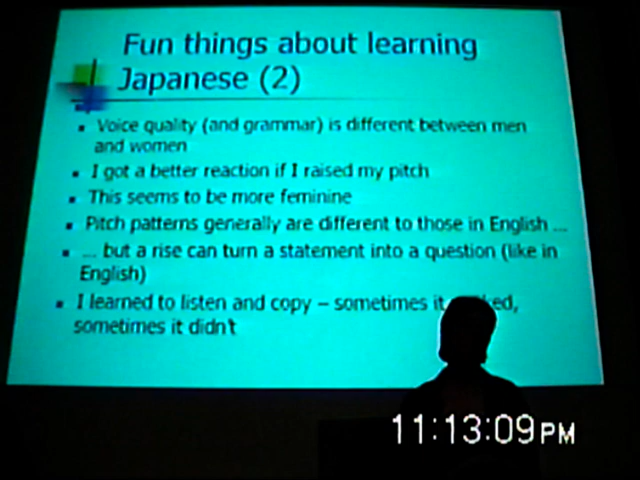 Fun things about learning
Japanese (2)
Voice quality (and grammar) is different between men
and women
I got a better reaction if I raised my pitch
This seems to be more feminine
Pitch patterns generally are different to those in English ...
... but a rise can turn a statement into a question (like in
English)
I learned to listen and copy – sometimes it ked,
sometimes it didn't
11:13:09 PM